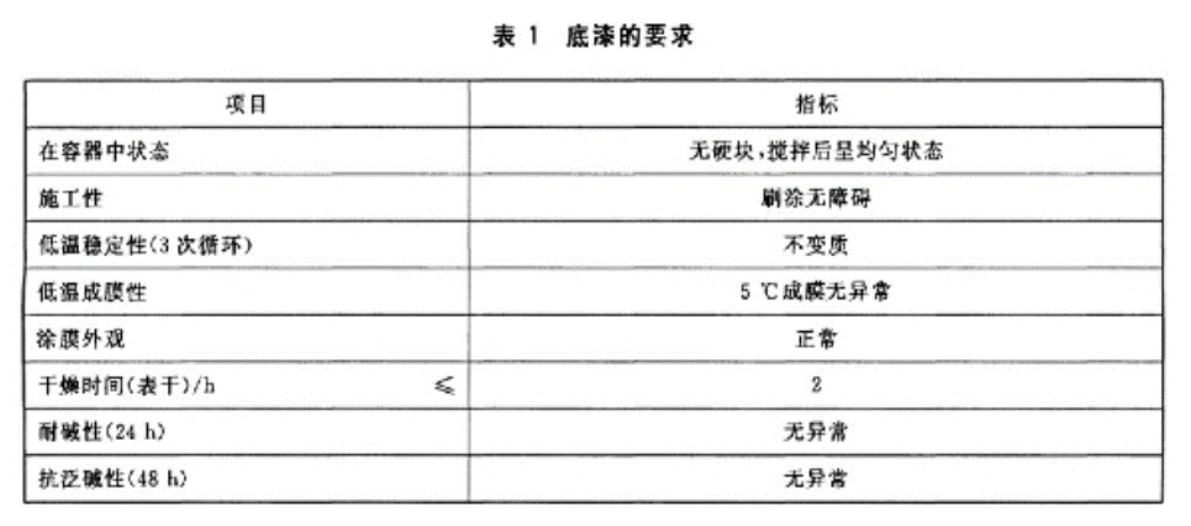 表 1 底漆的要求
项目 指标
在容器中状态 无硬块,搅拌后呈均匀状态
施工性 刷涂无障碍
低温稳定性(3 次循环) 不变质
低温成膜性 5 ℃成膜无异常
涂膜外观 正常
干燥时间(表干)/h ≤ 2
耐碱性(24 h) 无异常
抗泛碱性(48 h) 无异常